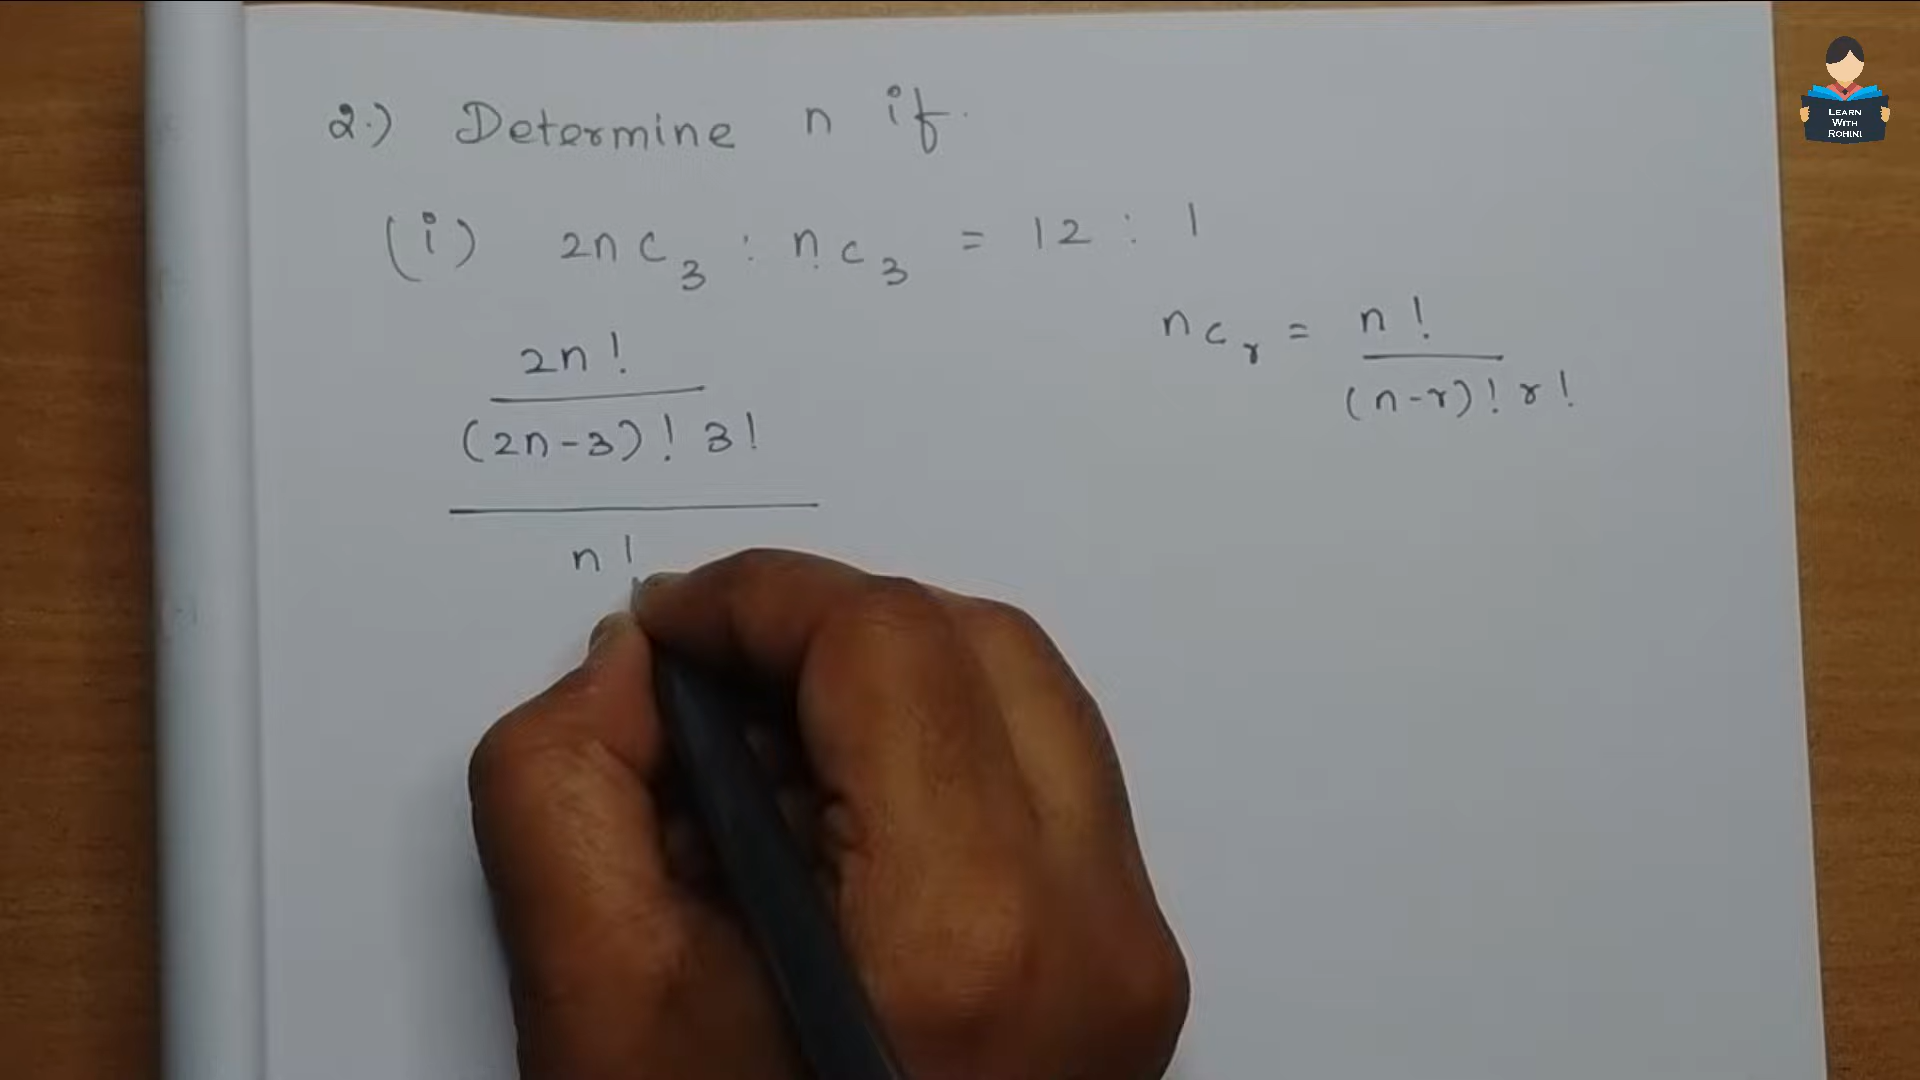 2.) Determine n if.
(i) 2nC3 : nC3 = 12 : 1
nCr = n! / (n-r)! r!
2n!
(2n-3)! 3!
n!
LEARN
WITH
ROHINI